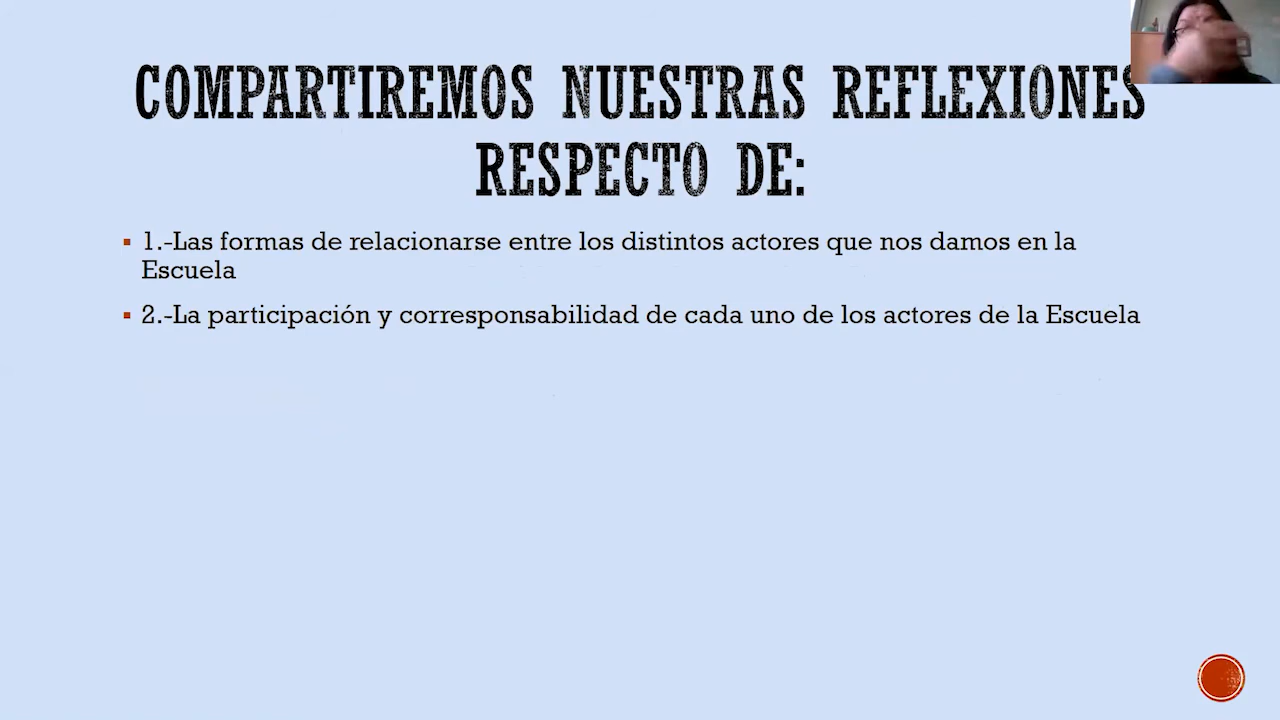 COMPARTIREMOS NUESTRAS REFLEXIONES
RESPECTO DE:
1.-Las formas de relacionarse entre los distintos actores que nos damos en la
Escuela
2.-La participación y corresponsabilidad de cada uno de los actores de la Escuela